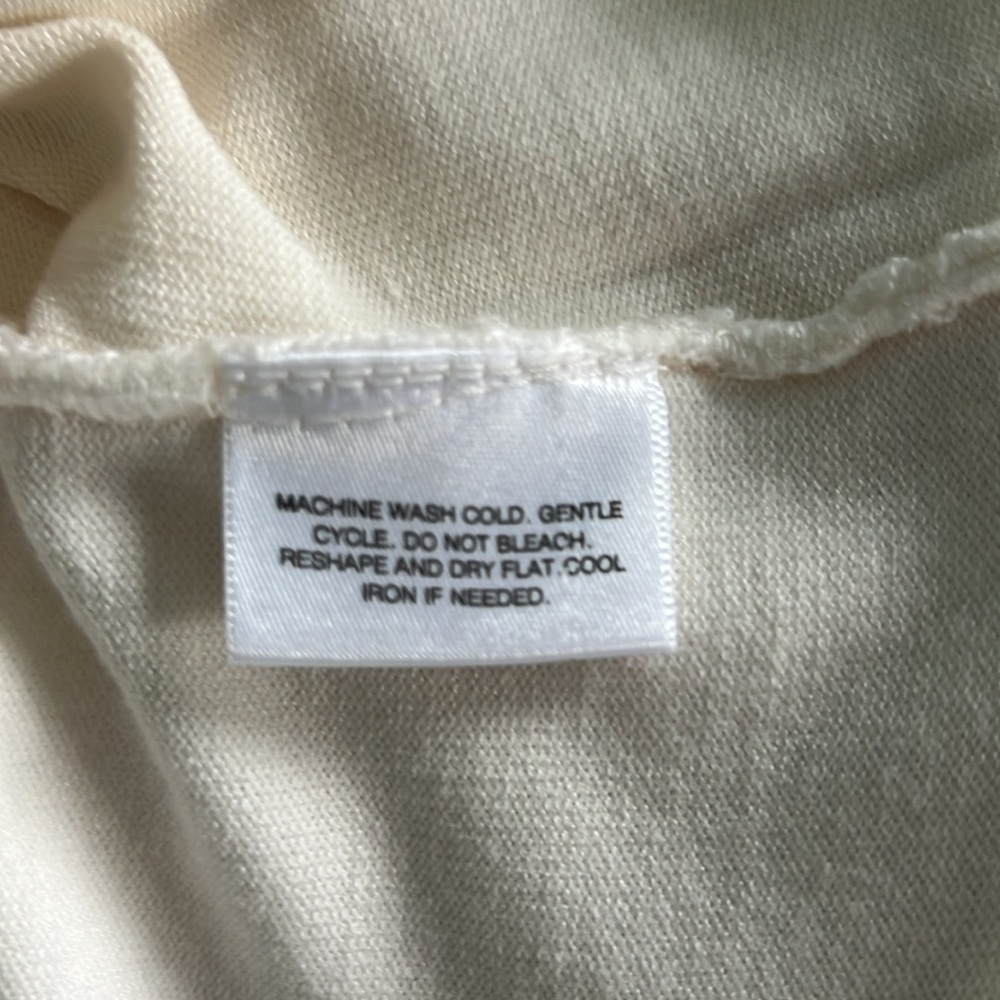 MACHINE WASH COLD. GENTLE
CYCLE. DO NOT BLEACH.
RESHAPE AND DRY FLAT. COOL
IRON IF NEEDED.